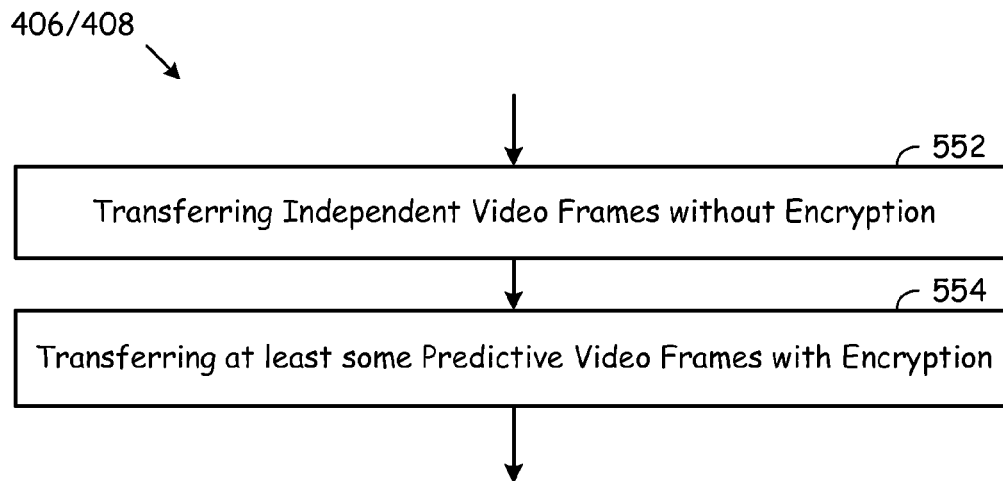 406/408
552
Transferring Independent Video Frames without Encryption
554
Transferring at least some Predictive Video Frames with Encryption